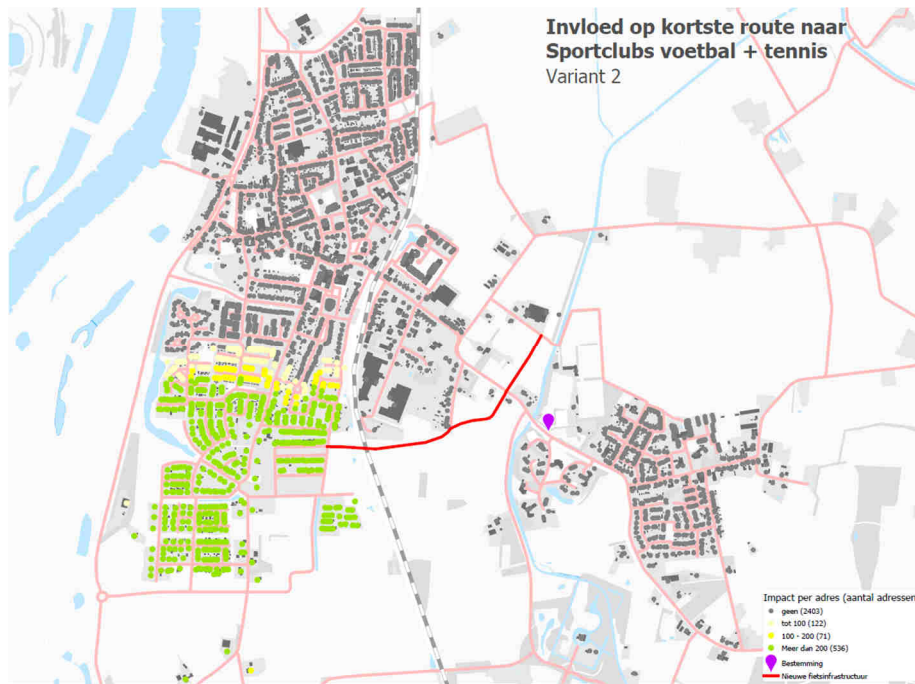 Invloed op kortste route naar
Sportclubs voetbal + tennis
Variant 2
Impact per adres (aantal adressen
geen (2403)
tot 100 (122)
100 - 200 (71)
Meer dan 200 (536)
Bestemming
Nieuwe fietsinfrastructuur